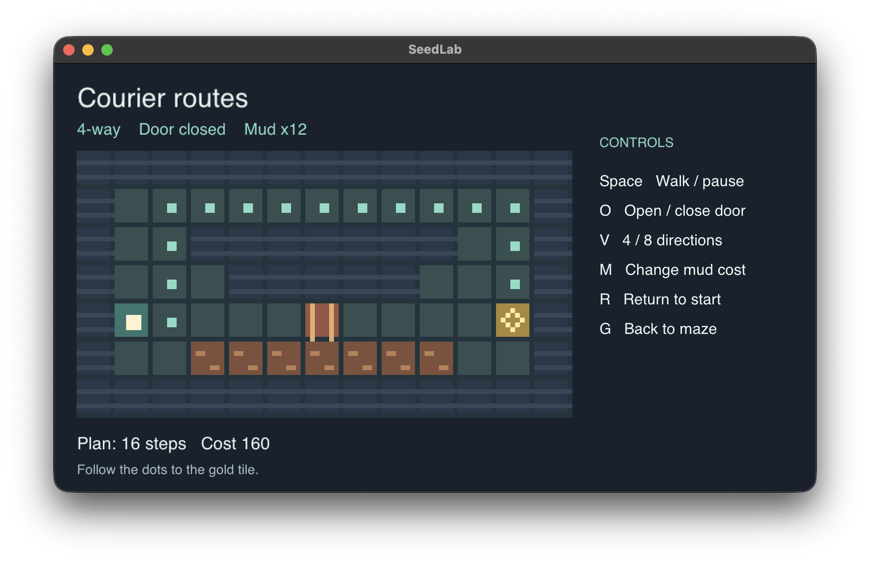 SeedLab
Courier routes
4-way Door closed Mud x12
CONTROLS
Space Walk / pause
O Open / close door
V 4 / 8 directions
M Change mud cost
R Return to start
G Back to maze
Plan: 16 steps Cost 160
Follow the dots to the gold tile.